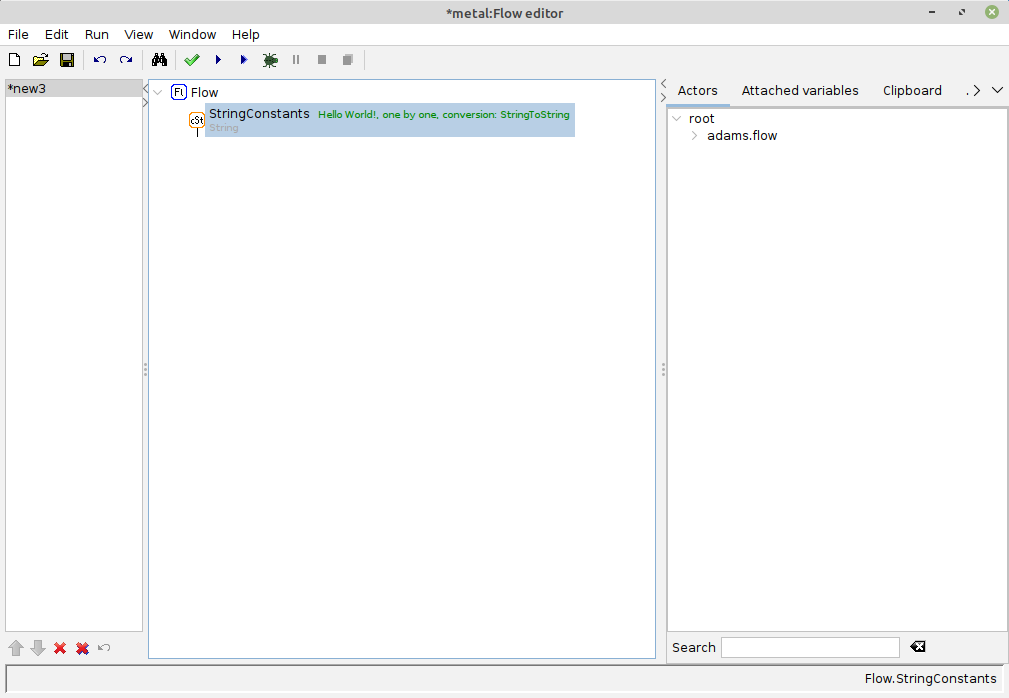 *metal:Flow editor
File Edit Run View Window Help
*new3
Fl Flow
cSt StringConstants Hello World!, one by one, conversion: StringToString
String
Actors Attached variables Clipboard .
root
adams.flow
Search
Flow.StringConstants